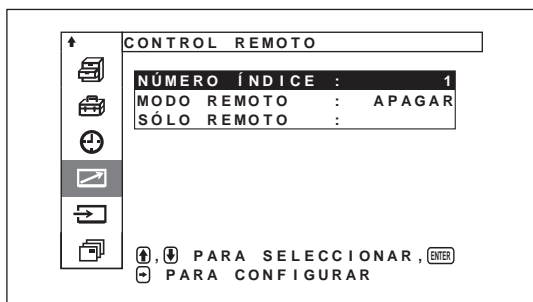 CONTROL REMOTO
NÚMERO ÍNDICE : 1
MODO REMOTO : APAGAR
SÓLO REMOTO :
, PARA SELECCIONAR, ENTER
PARA CONFIGURAR